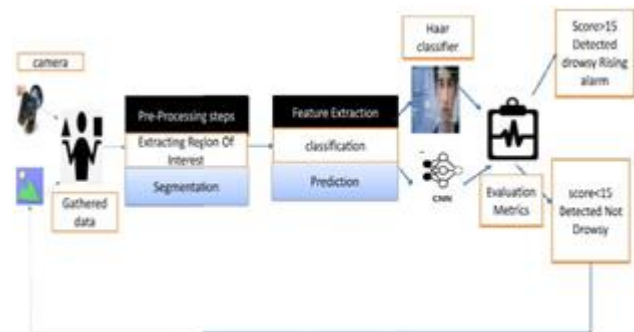 camera
Gathered
data
Pre-Processing steps
Extracting Region Of
Interest
Segmentation
Feature Extraction
classification
Prediction
Haar
classifier
CNN
Evaluation
Metrics
Score>15
Detected
drowsy Rising
alarm
score<15
Detected Not
Drowsy